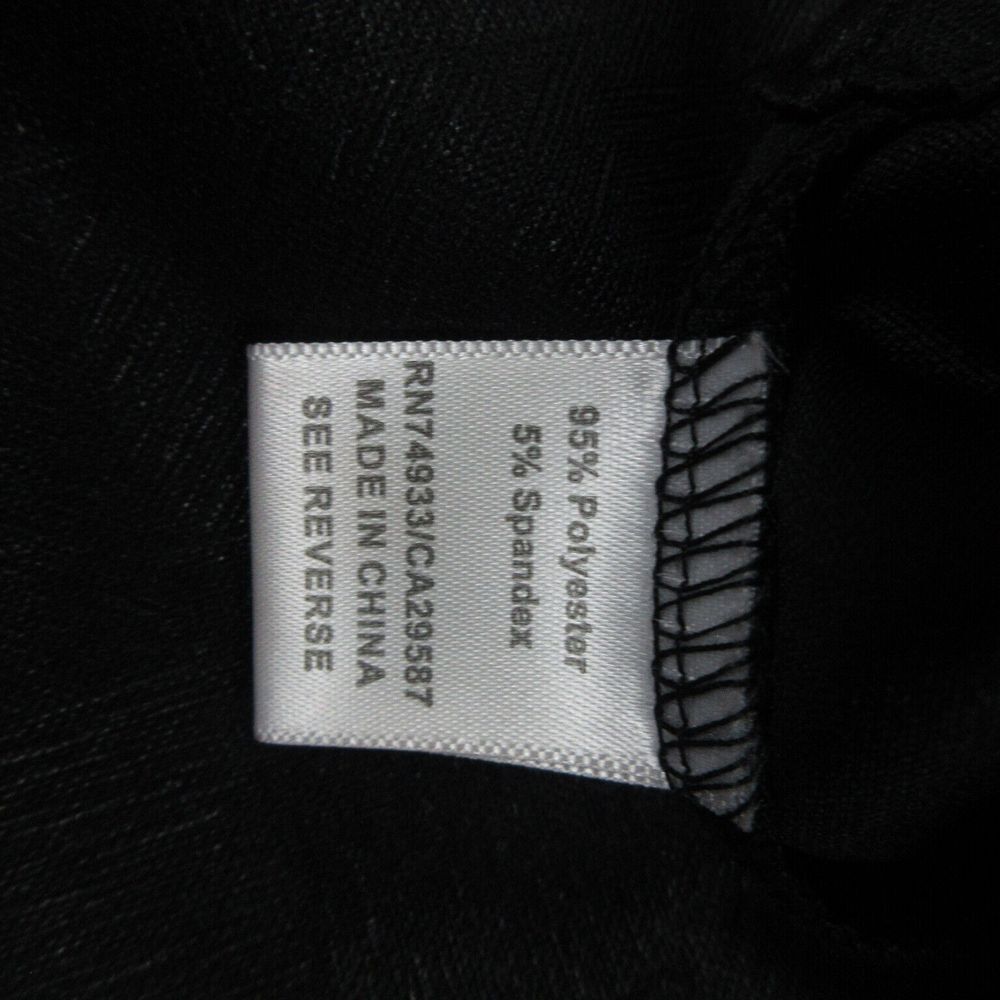 95% Polyester
5% Spandex
RN74933/CA29587
MADE IN CHINA
SEE REVERSE